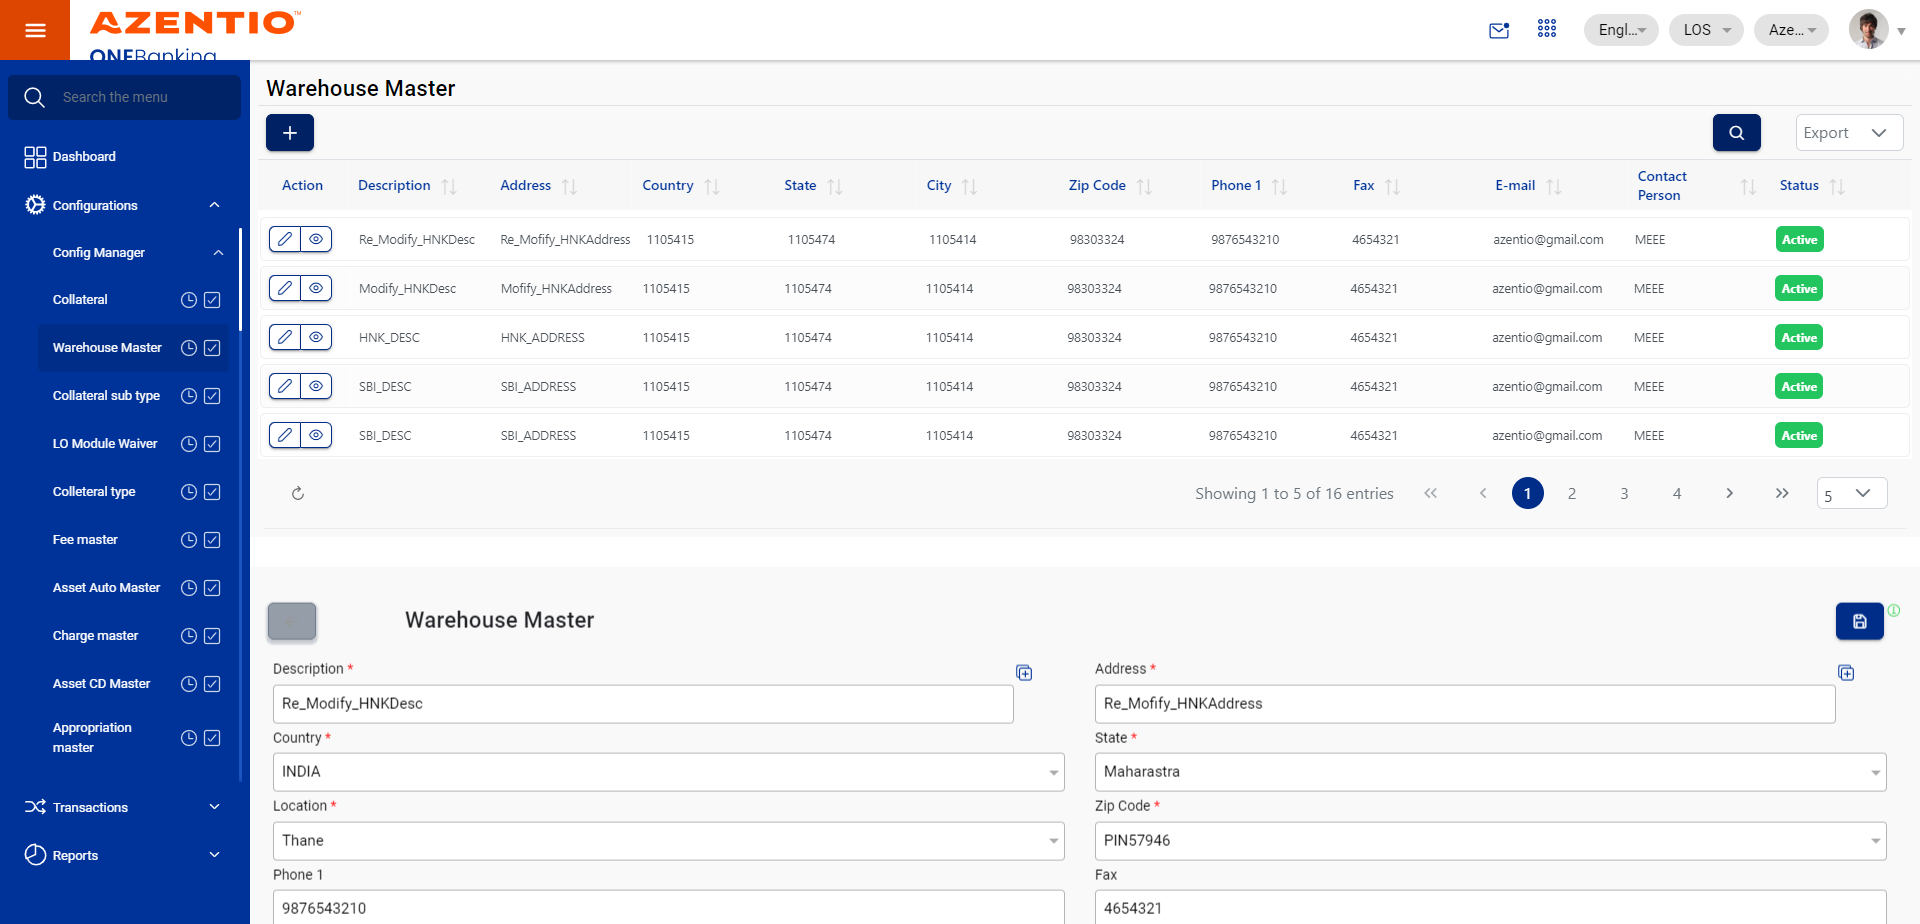 AZENTIO™
ONEBanking
Engl...
LOS
Aze...
Search the menu
Dashboard
Configurations
Config Manager
Collateral
Warehouse Master
Collateral sub type
LO Module Waiver
Colleteral type
Fee master
Asset Auto Master
Charge master
Asset CD Master
Appropriation
master
Transactions
Reports
Warehouse Master
Export
Action Description Address Country State City Zip Code Phone 1 Fax E-mail Contact Person Status
Re_Modify_HNKDesc Re_Mofify_HNKAddress 1105415 1105474 1105414 98303324 9876543210 4654321 azentio@gmail.com MEEE Active
Modify_HNKDesc Mofify_HNKAddress 1105415 1105474 1105414 98303324 9876543210 4654321 azentio@gmail.com MEEE Active
HNK_DESC HNK_ADDRESS 1105415 1105474 1105414 98303324 9876543210 4654321 azentio@gmail.com MEEE Active
SBI_DESC SBI_ADDRESS 1105415 1105474 1105414 98303324 9876543210 4654321 azentio@gmail.com MEEE Active
SBI_DESC SBI_ADDRESS 1105415 1105474 1105414 98303324 9876543210 4654321 azentio@gmail.com MEEE Active
Showing 1 to 5 of 16 entries 1 2 3 4 5
Warehouse Master
Description * Address *
Re_Modify_HNKDesc Re_Mofify_HNKAddress
Country * State *
INDIA Maharastra
Location * Zip Code *
Thane PIN57946
Phone 1 Fax
9876543210 4654321